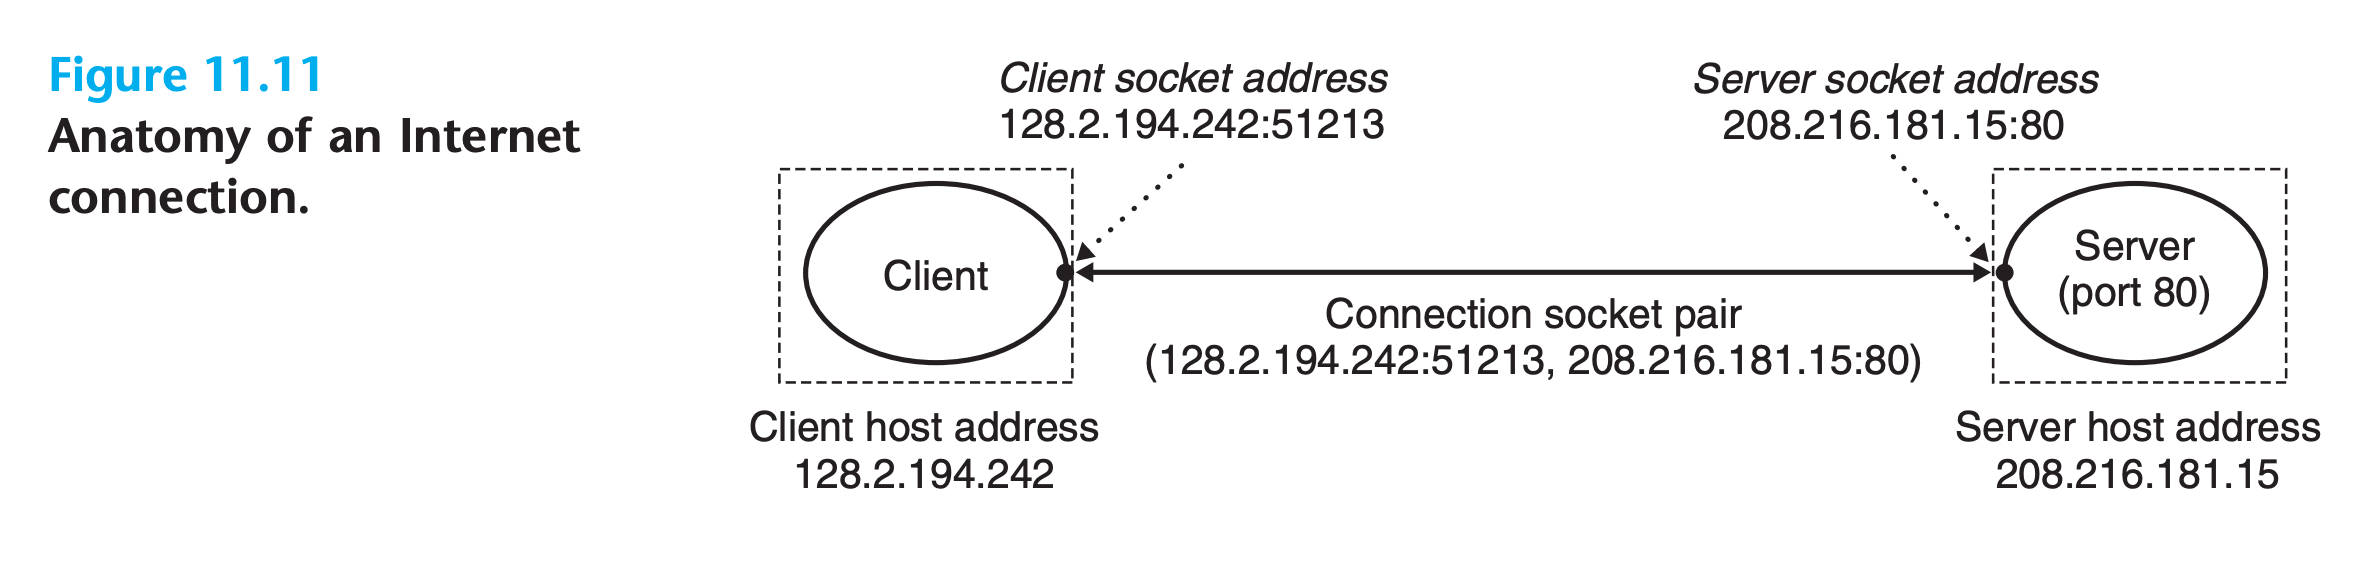 Figure 11.11
Anatomy of an Internet
connection.
Client socket address
128.2.194.242:51213
Server socket address
208.216.181.15:80
Client
Server
(port 80)
Connection socket pair
(128.2.194.242:51213, 208.216.181.15:80)
Client host address
128.2.194.242
Server host address
208.216.181.15